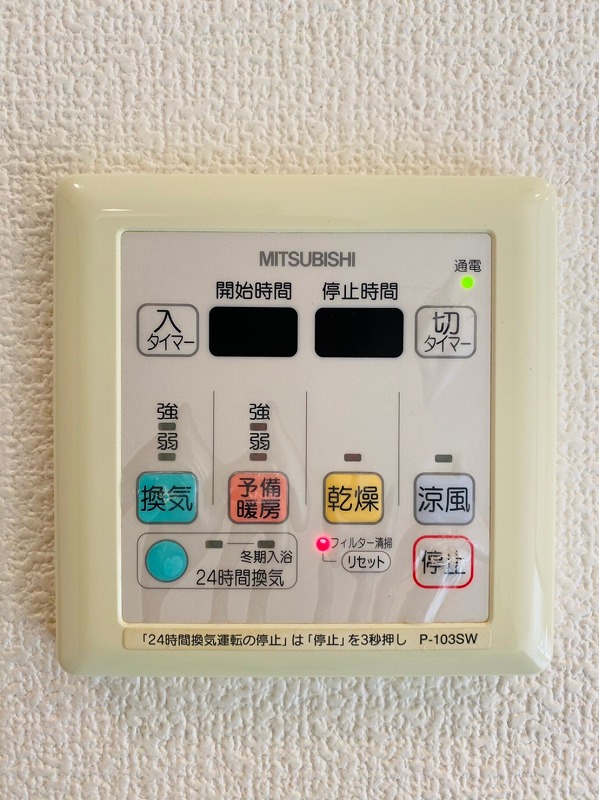 MITSUBISHI
通電
開始時間 停止時間
入
タイマー
切
タイマー
強
弱
強
弱
換気
予備
暖房
乾燥
涼風
冬期入浴
24時間換気
フィルター清掃
リセット
停止
「24時間換気運転の停止」は「停止」を3秒押し P-103SW